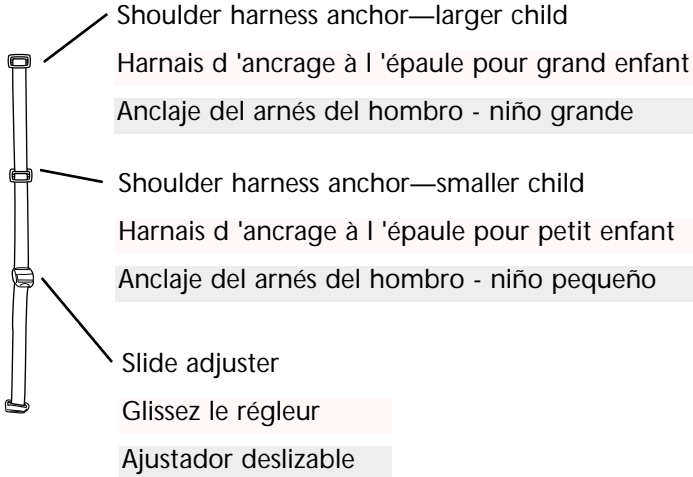 Shoulder harness anchor—larger child
Harnais d 'ancrage à l 'épaule pour grand enfant
Anclaje del arnés del hombro - niño grande
Shoulder harness anchor—smaller child
Harnais d 'ancrage à l 'épaule pour petit enfant
Anclaje del arnés del hombro - niño pequeño
Slide adjuster
Glissez le régleur
Ajustador deslizable